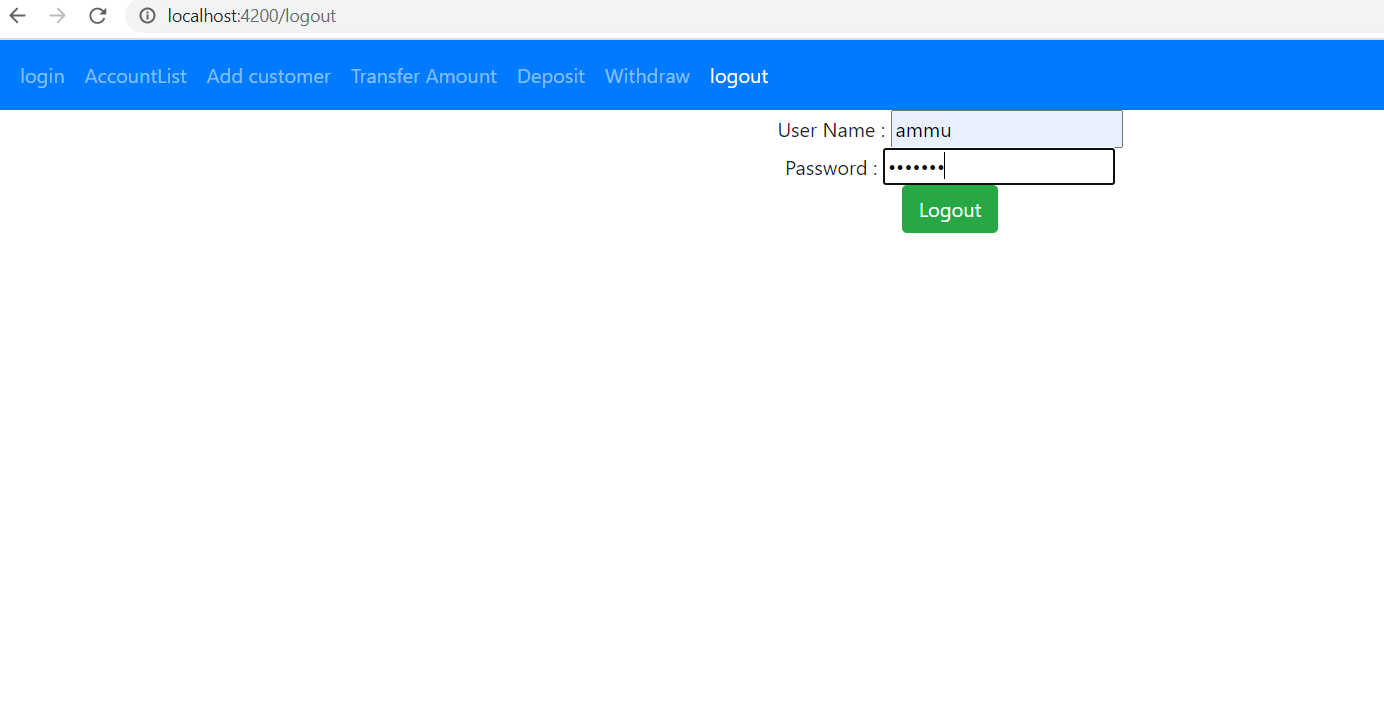 localhost:4200/logout
login AccountList Add customer Transfer Amount Deposit Withdraw logout
User Name : ammu
Password : •••••••
Logout